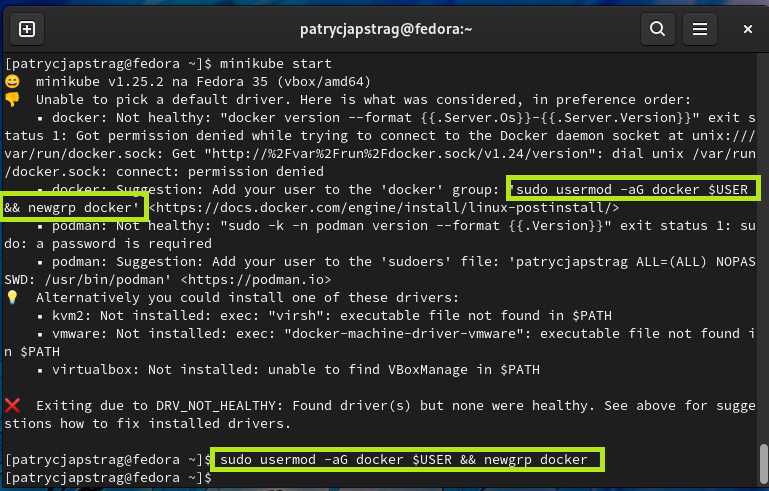 patrycjapstrag@fedora:~
[patrycjapstrag@fedora ~]$ minikube start
😄  minikube v1.25.2 na Fedora 35 (vbox/amd64)
👎  Unable to pick a default driver. Here is what was considered, in preference order:
    ▪ docker: Not healthy: "docker version --format {{.Server.Os}}-{{.Server.Version}}" exit s
tatus 1: Got permission denied while trying to connect to the Docker daemon socket at unix:///
var/run/docker.sock: Get "http://%2Fvar%2Frun%2Fdocker.sock/v1.24/version": dial unix /var/run
/docker.sock: connect: permission denied
    ▪ docker: Suggestion: Add your user to the 'docker' group: 'sudo usermod -aG docker $USER
&& newgrp docker' <https://docs.docker.com/engine/install/linux-postinstall/>
    ▪ podman: Not healthy: "sudo -k -n podman version --format {{.Version}}" exit status 1: su
do: a password is required
    ▪ podman: Suggestion: Add your user to the 'sudoers' file: 'patrycjapstrag ALL=(ALL) NOPAS
SWD: /usr/bin/podman' <https://podman.io>
💡  Alternatively you could install one of these drivers:
    ▪ kvm2: Not installed: exec: "virsh": executable file not found in $PATH
    ▪ vmware: Not installed: exec: "docker-machine-driver-vmware": executable file not found i
n $PATH
    ▪ virtualbox: Not installed: unable to find VBoxManage in $PATH
❌  Exiting due to DRV_NOT_HEALTHY: Found driver(s) but none were healthy. See above for sugge
stions how to fix installed drivers.
[patrycjapstrag@fedora ~]$ sudo usermod -aG docker $USER && newgrp docker
[patrycjapstrag@fedora ~]$